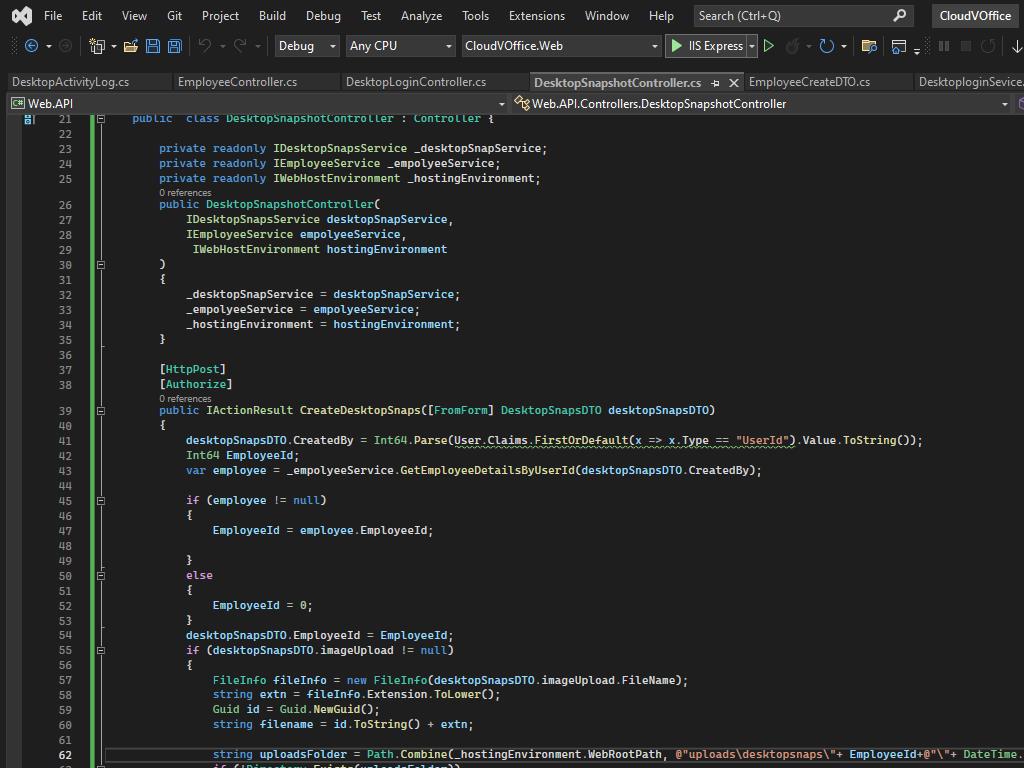 File Edit View Git Project Build Debug Test Analyze Tools Extensions Window Help Search (Ctrl+Q) CloudVOffice
Debug Any CPU CloudVOffice.Web IIS Express
DesktopActivityLog.cs EmployeeController.cs DesktopLoginController.cs DesktopSnapshotController.cs EmployeeCreateDTO.cs DesktoploginSevice.
C# Web.API Web.API.Controllers.DesktopSnapshotController
21 public class DesktopSnapshotController : Controller {
22
23 private readonly IDesktopSnapsService _desktopSnapService;
24 private readonly IEmployeeService _empolyeeService;
25 private readonly IWebHostEnvironment _hostingEnvironment;
0 references
26 public DesktopSnapshotController(
27 IDesktopSnapsService desktopSnapService,
28 IEmployeeService empolyeeService,
29 IWebHostEnvironment hostingEnvironment
30 )
31 {
32 _desktopSnapService = desktopSnapService;
33 _empolyeeService = empolyeeService;
34 _hostingEnvironment = hostingEnvironment;
35 }
36
37 [HttpPost]
38 [Authorize]
0 references
39 public IActionResult CreateDesktopSnaps([FromForm] DesktopSnapsDTO desktopSnapsDTO)
40 {
41 desktopSnapsDTO.CreatedBy = Int64.Parse(User.Claims.FirstOrDefault(x => x.Type == "UserId").Value.ToString());
42 Int64 EmployeeId;
43 var employee = _empolyeeService.GetEmployeeDetailsByUserId(desktopSnapsDTO.CreatedBy);
44
45 if (employee != null)
46 {
47 EmployeeId = employee.EmployeeId;
48
49 }
50 else
51 {
52 EmployeeId = 0;
53 }
54 desktopSnapsDTO.EmployeeId = EmployeeId;
55 if (desktopSnapsDTO.imageUpload != null)
56 {
57 FileInfo fileInfo = new FileInfo(desktopSnapsDTO.imageUpload.FileName);
58 string extn = fileInfo.Extension.ToLower();
59 Guid id = Guid.NewGuid();
60 string filename = id.ToString() + extn;
61
62 string uploadsFolder = Path.Combine(_hostingEnvironment.WebRootPath, @"uploads\desktopsnaps\"+ EmployeeId+@"\"+ DateTime.
63 if (!Directory.Exists(uploadsFolder))